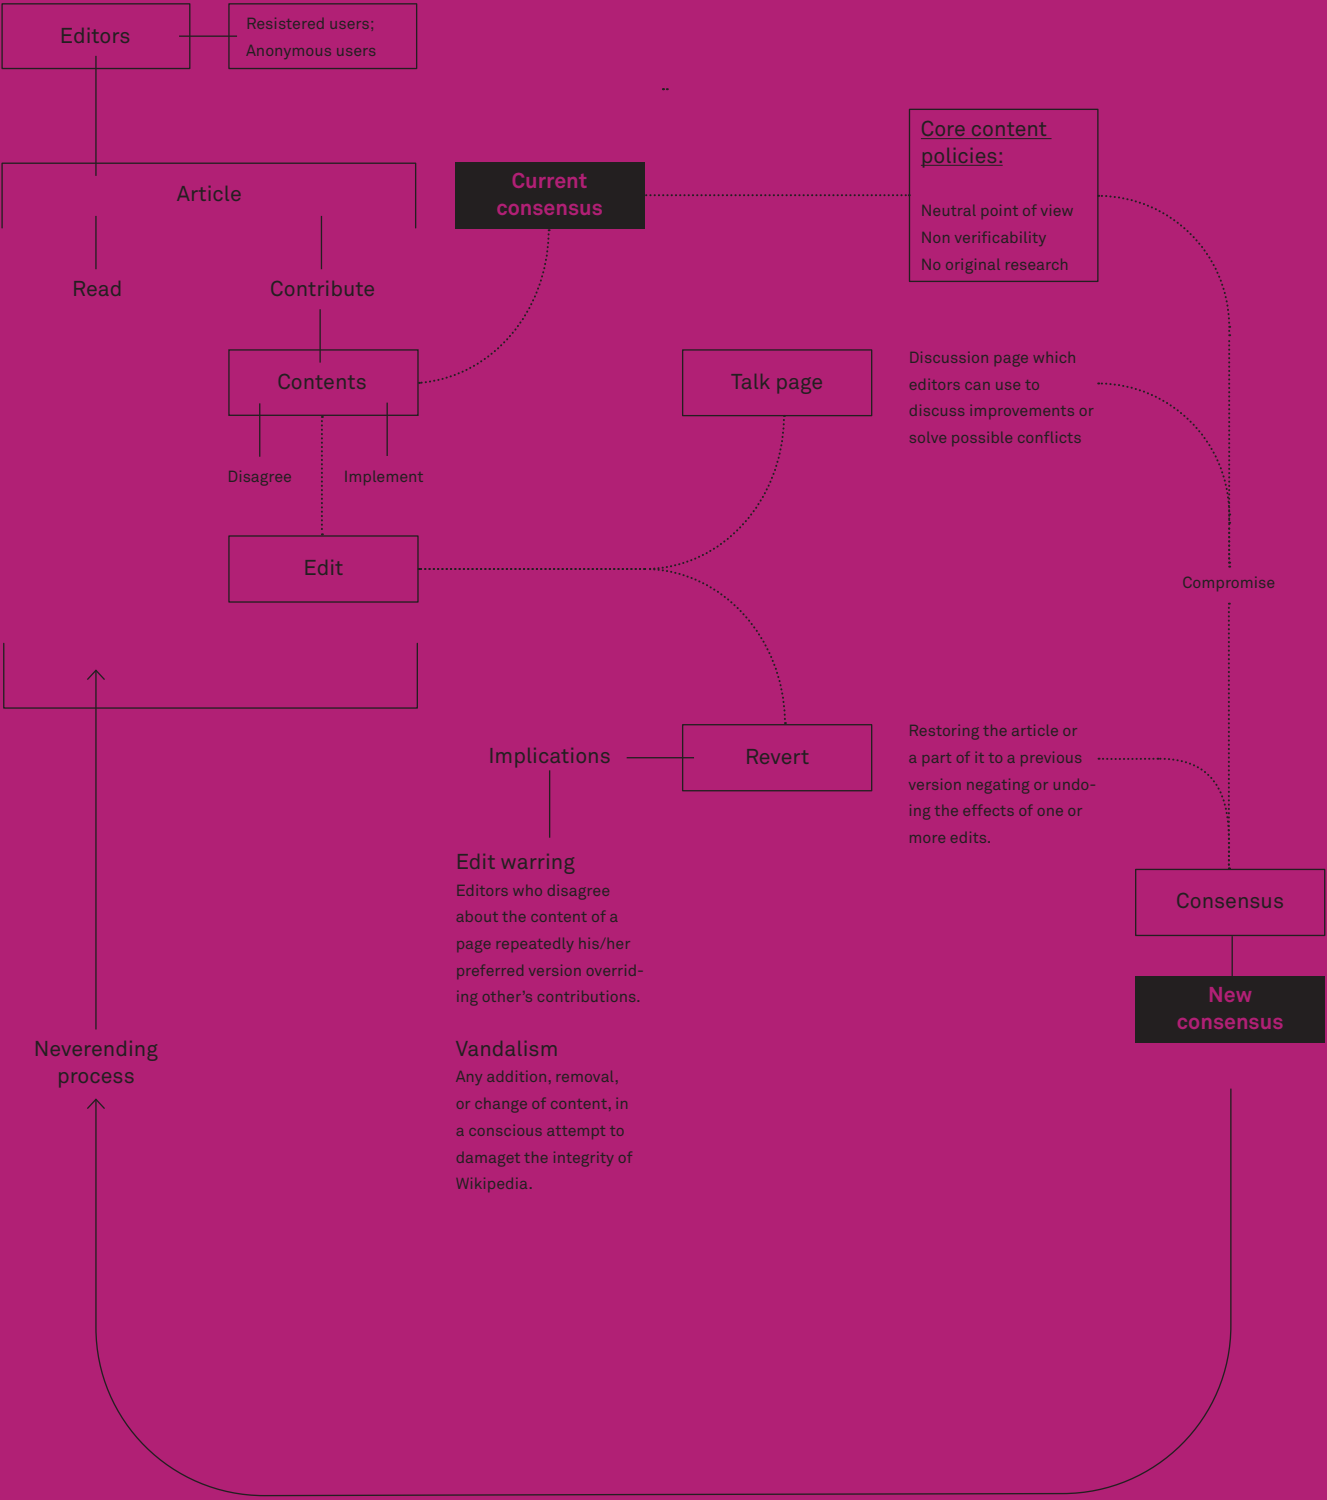 Editors
Resistered users;
Anonymous users
Article
Read
Contribute
Current
consensus
Core content
policies:
Neutral point of view
Non verificability
No original research
Contents
Disagree
Implement
Edit
Talk page
Discussion page which
editors can use to
discuss improvements or
solve possible conflicts
Compromise
Implications
Revert
Restoring the article or
a part of it to a previous
version negating or undo-
ing the effects of one or
more edits.
Edit warring
Editors who disagree
about the content of a
page repeatedly his/her
preferred version overrid-
ing other's contributions.
Vandalism
Any addition, removal,
or change of content, in
a conscious attempt to
damaget the integrity of
Wikipedia.
Consensus
New
consensus
Neverending
process